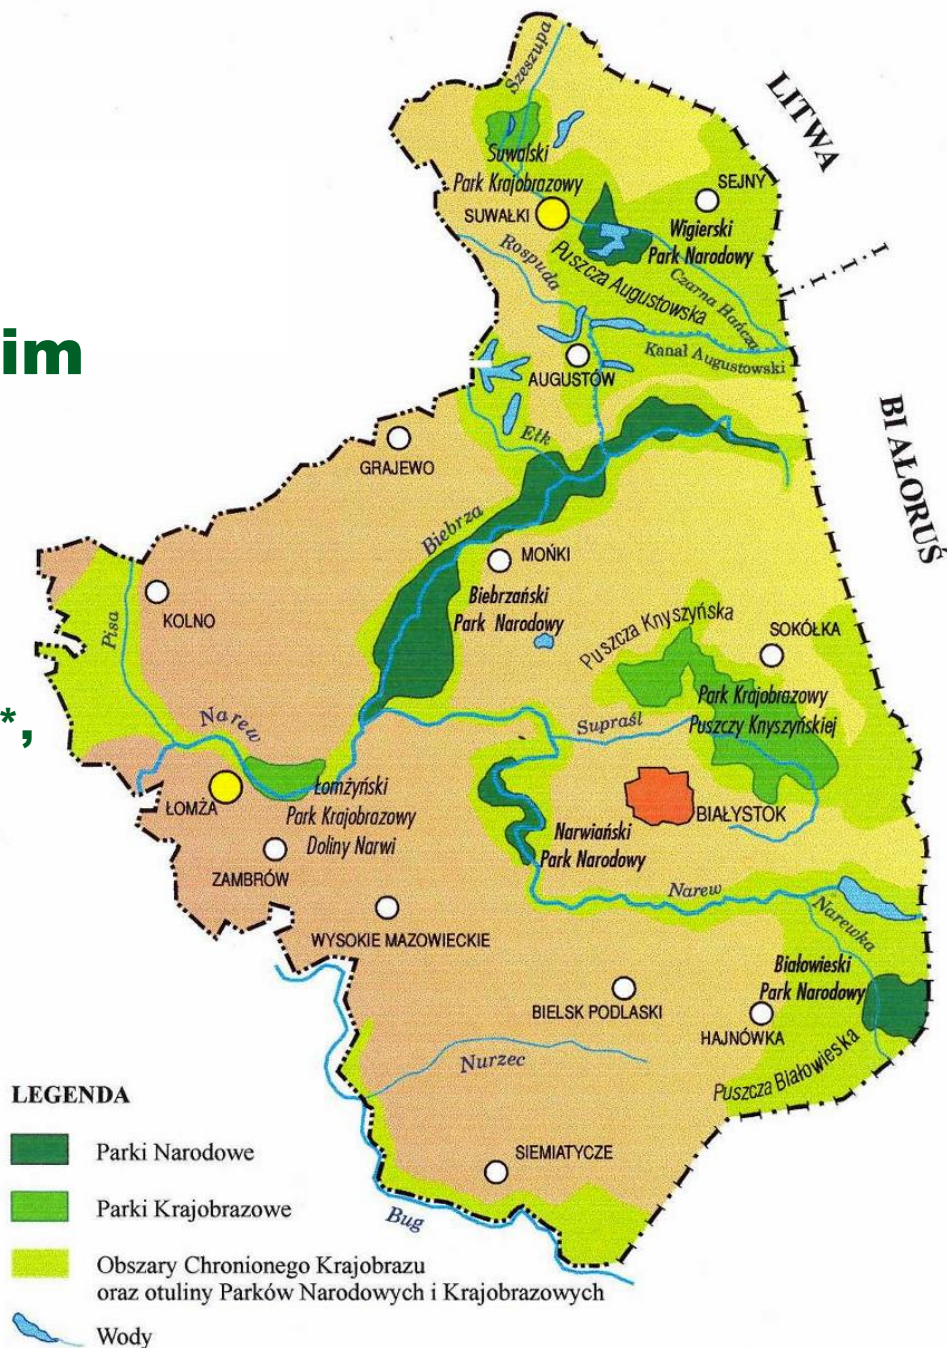 LITWA
Szeszupa
Suwalski
Park Krajobrazowy
SEJNY
SUWAŁKI
Wigierski
Park Narodowy
Rospuda
Puszcza Augustowska
Czarna Hańcza
im
Kanał Augustowski
AUGUSTÓW
BIAŁORUŚ
Ełk
GRAJEWO
Biebrza
MOŃKI
Biebrzański
Park Narodowy
KOLNO
Pisa
Puszcza Knyszyńska
SOKÓŁKA
Park Krajobrazowy
Puszczy Knyszyńskiej
*,
Narew
Supraśl
ŁOMŻA
Łomżyński
Park Krajobrazowy
Doliny Narwi
BIAŁYSTOK
Narwiański
Park Narodowy
ZAMBRÓW
Narew
Narewka
WYSOKIE MAZOWIECKIE
Białowieski
Park Narodowy
BIELSK PODLASKI
HAJNÓWKA
Nurzec
Puszcza Białowieska
SIEMIATYCZE
Bug
LEGENDA
Parki Narodowe
Parki Krajobrazowe
Obszary Chronionego Krajobrazu
oraz otuliny Parków Narodowych i Krajobrazowych
Wody